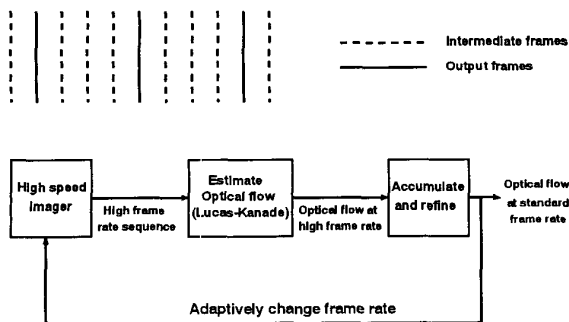 Intermediate frames
Output frames
High speed
imager
High frame
rate sequence
Estimate
Optical flow
(Lucas-Kanade)
Optical flow at
high frame rate
Accumulate
and refine
Optical flow
at standard
frame rate
Adaptively change frame rate